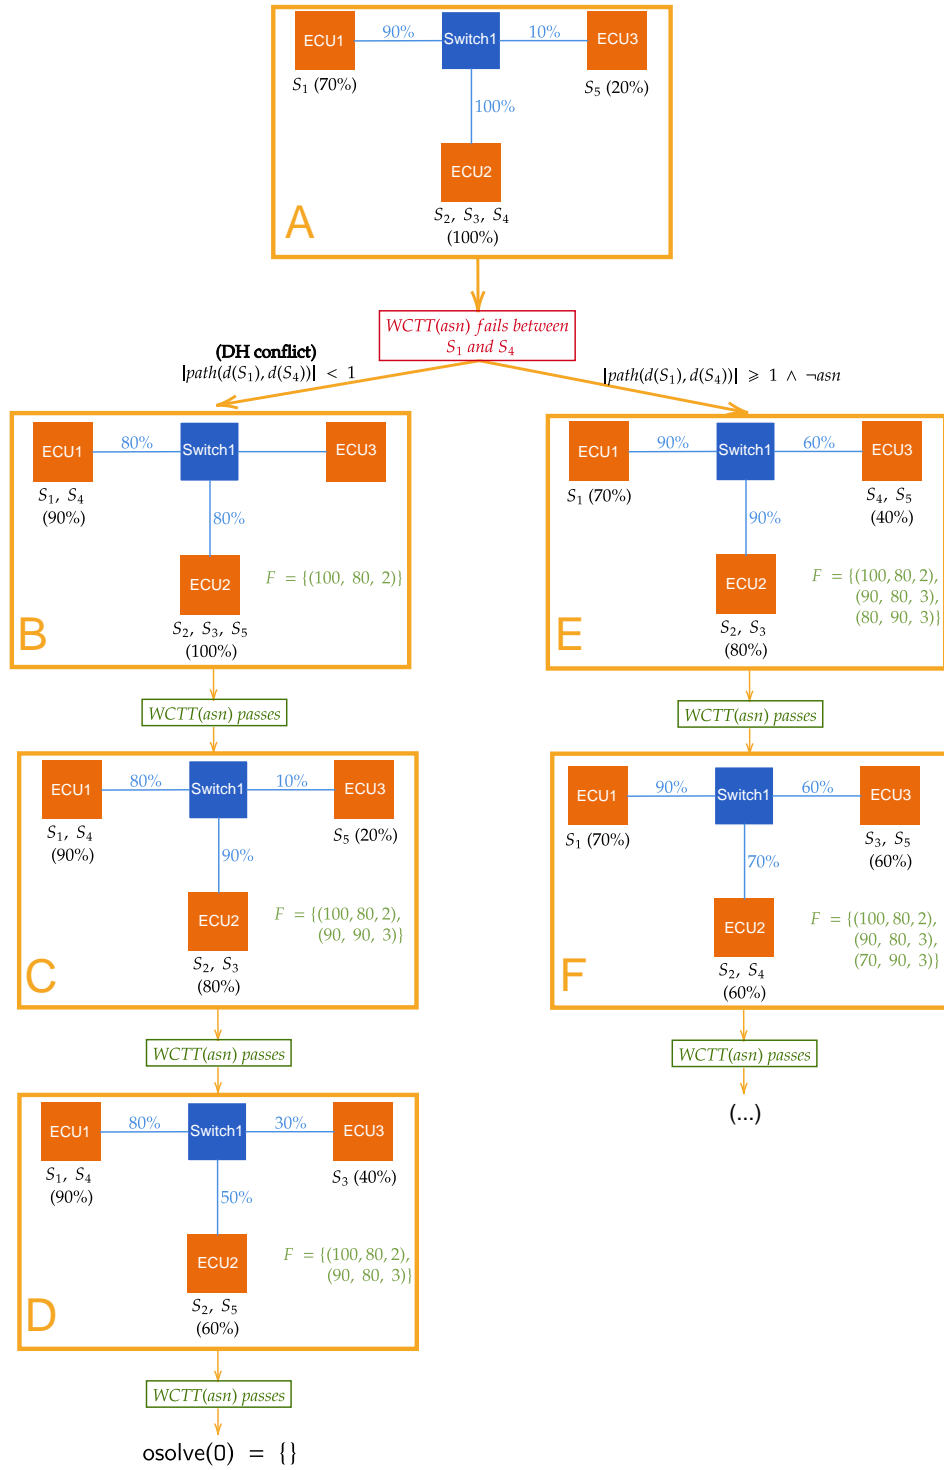 ECU1 90% Switch1 10% ECU3
S₁ (70%) S₅ (20%)
100%
ECU2
A
S₂, S₃, S₄
(100%)
WCTT(asn) fails between
S₁ and S₄
(DH conflict)
|path(d(S₁), d(S₄))| < 1
|path(d(S₁), d(S₄))| ⩾ 1 ∧ ¬asn
ECU1 80% Switch1 ECU3
S₁, S₄
(90%)
80%
ECU2
F = {(100, 80, 2)}
B
S₂, S₃, S₅
(100%)
WCTT(asn) passes
ECU1 80% Switch1 10% ECU3
S₁, S₄
(90%)
S₅ (20%)
90%
ECU2
F = {(100, 80, 2),
(90, 90, 3)}
C
S₂, S₃
(80%)
WCTT(asn) passes
ECU1 80% Switch1 30% ECU3
S₁, S₄
(90%)
S₃ (40%)
50%
ECU2
F = {(100, 80, 2),
(90, 80, 3)}
D
S₂, S₅
(60%)
WCTT(asn) passes
osolve(0) = {}
ECU1 90% Switch1 60% ECU3
S₁ (70%)
S₄, S₅
(40%)
90%
ECU2
F = {(100, 80, 2),
(90, 80, 3),
(80, 90, 3)}
E
S₂, S₃
(80%)
WCTT(asn) passes
ECU1 90% Switch1 60% ECU3
S₁ (70%)
S₃, S₅
(60%)
70%
ECU2
F = {(100, 80, 2),
(90, 80, 3),
(70, 90, 3)}
F
S₂, S₄
(60%)
WCTT(asn) passes
(...)